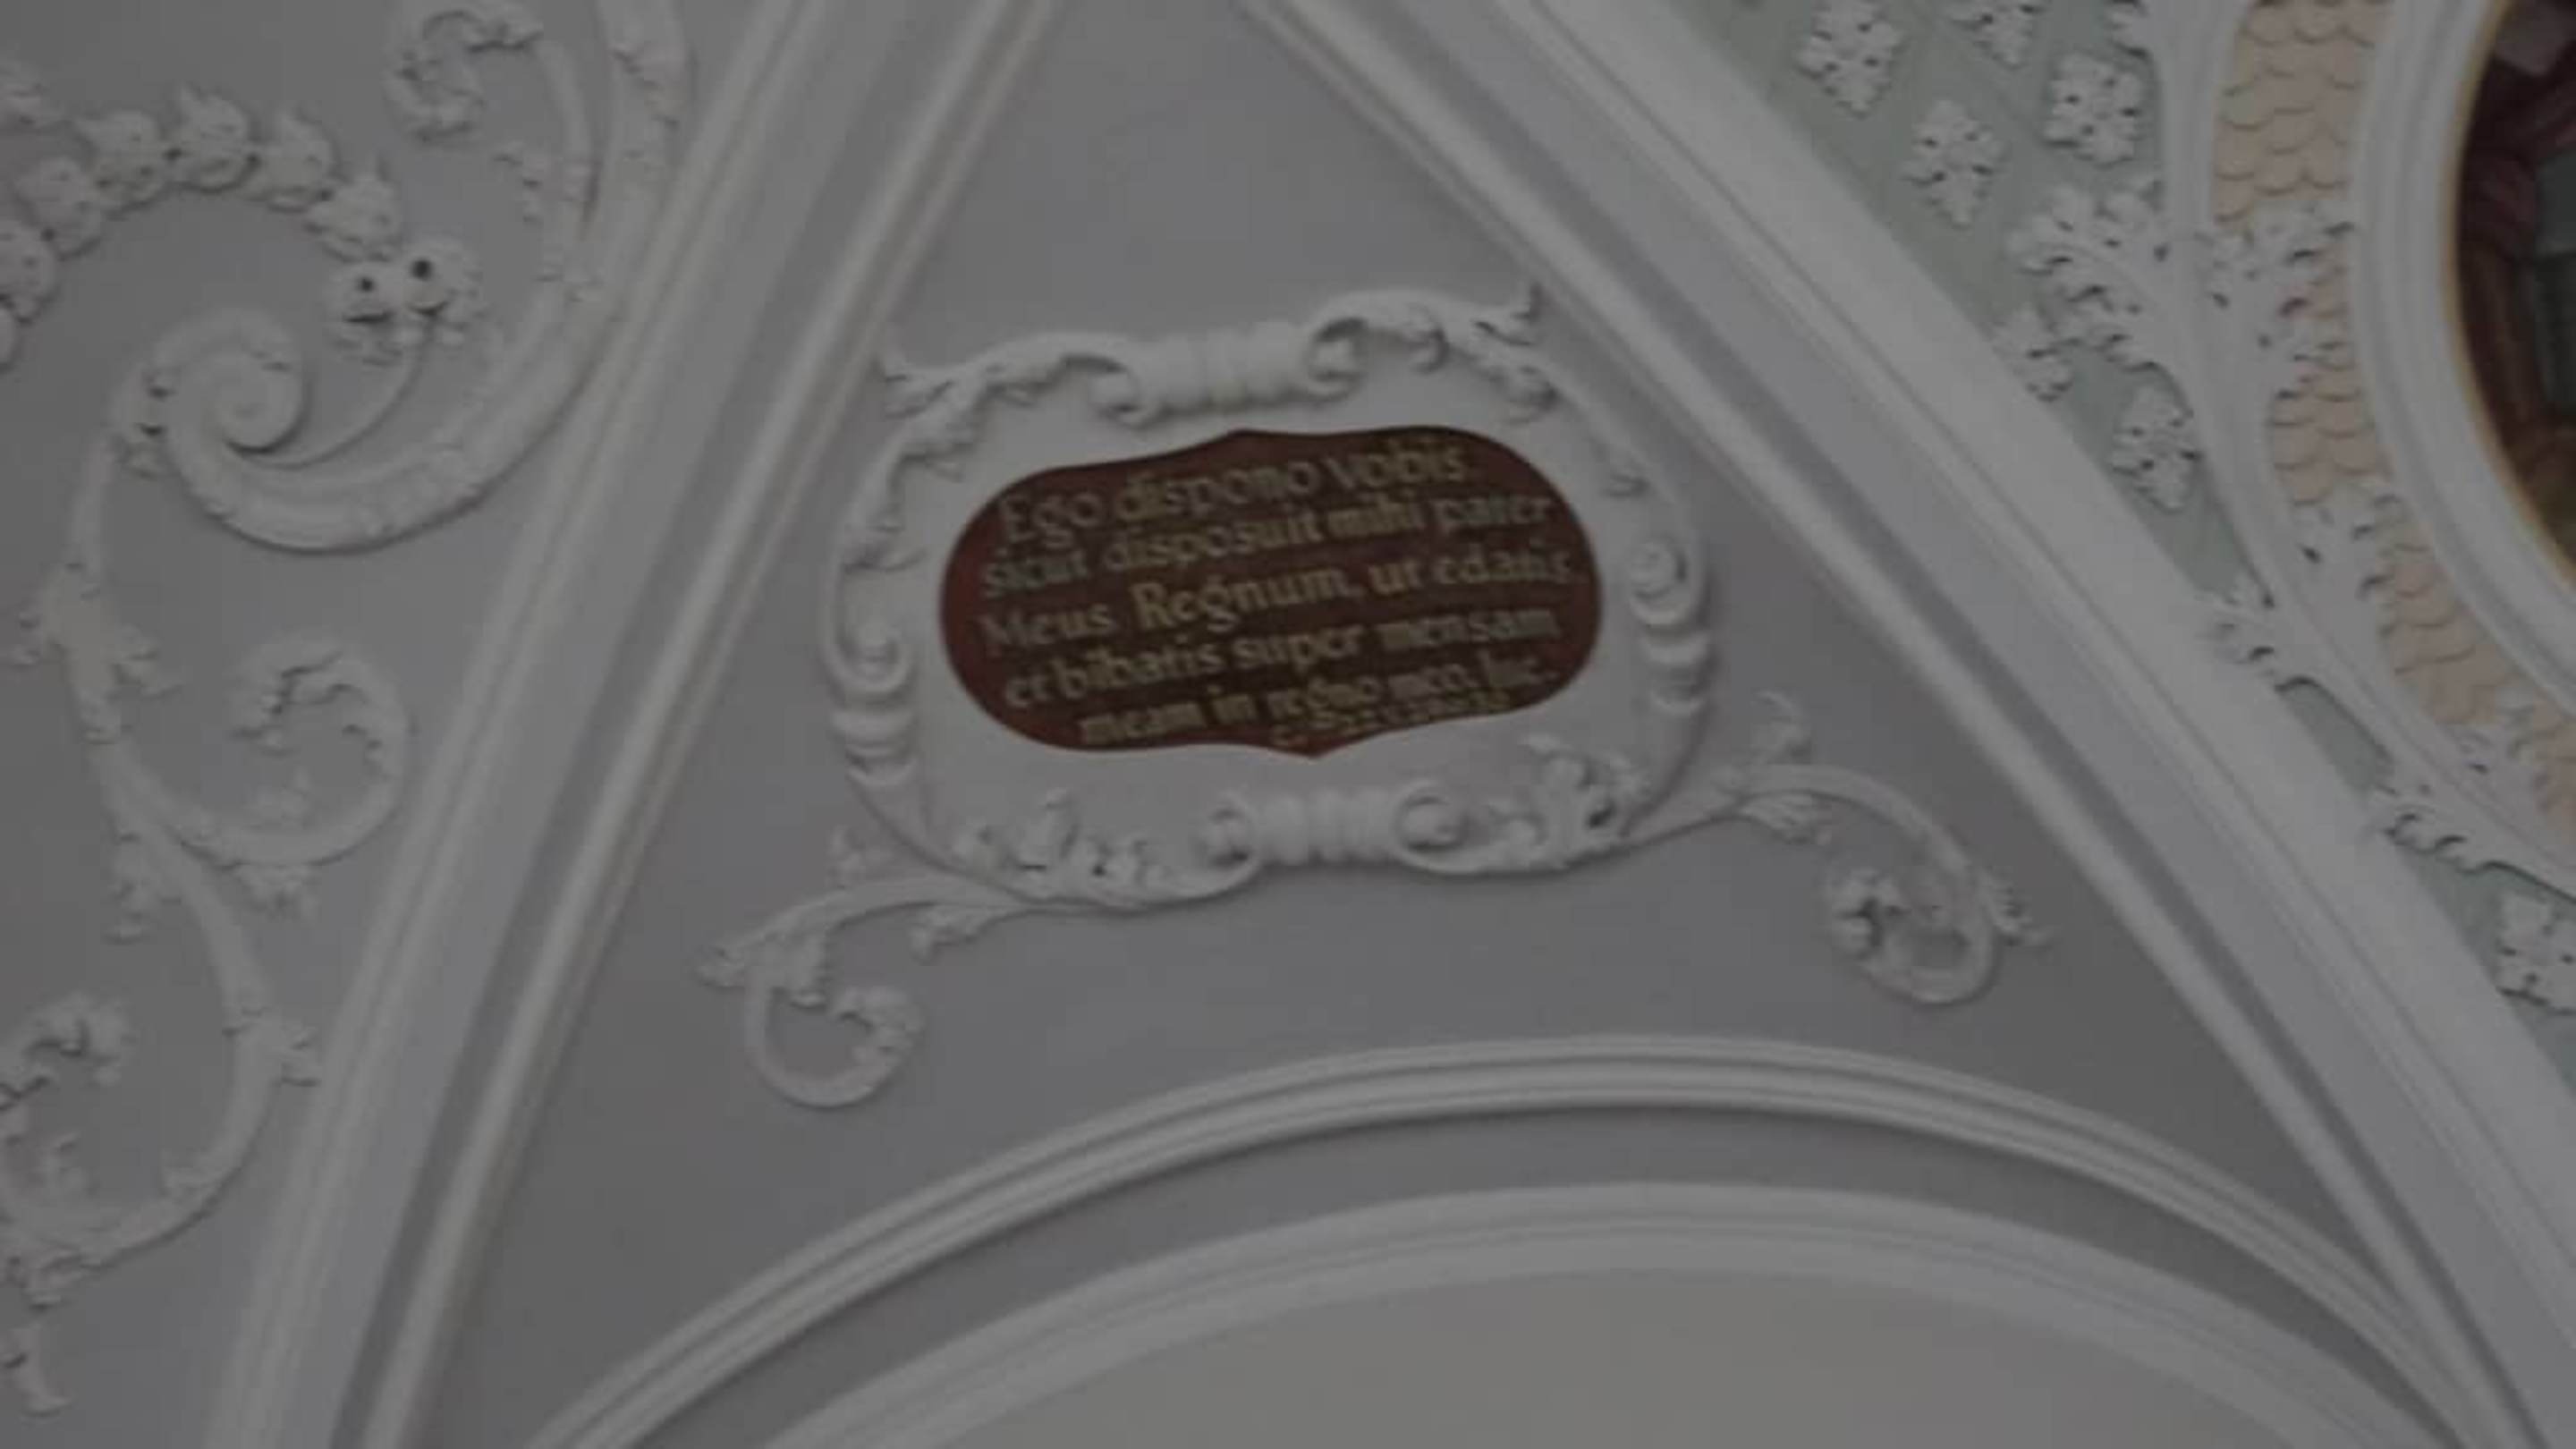 Ego dispono vobis
sicut disposuit mihi pater
Meus Regnum, ut edatis
et bibatis super mensam
meam in regno meo. luc.